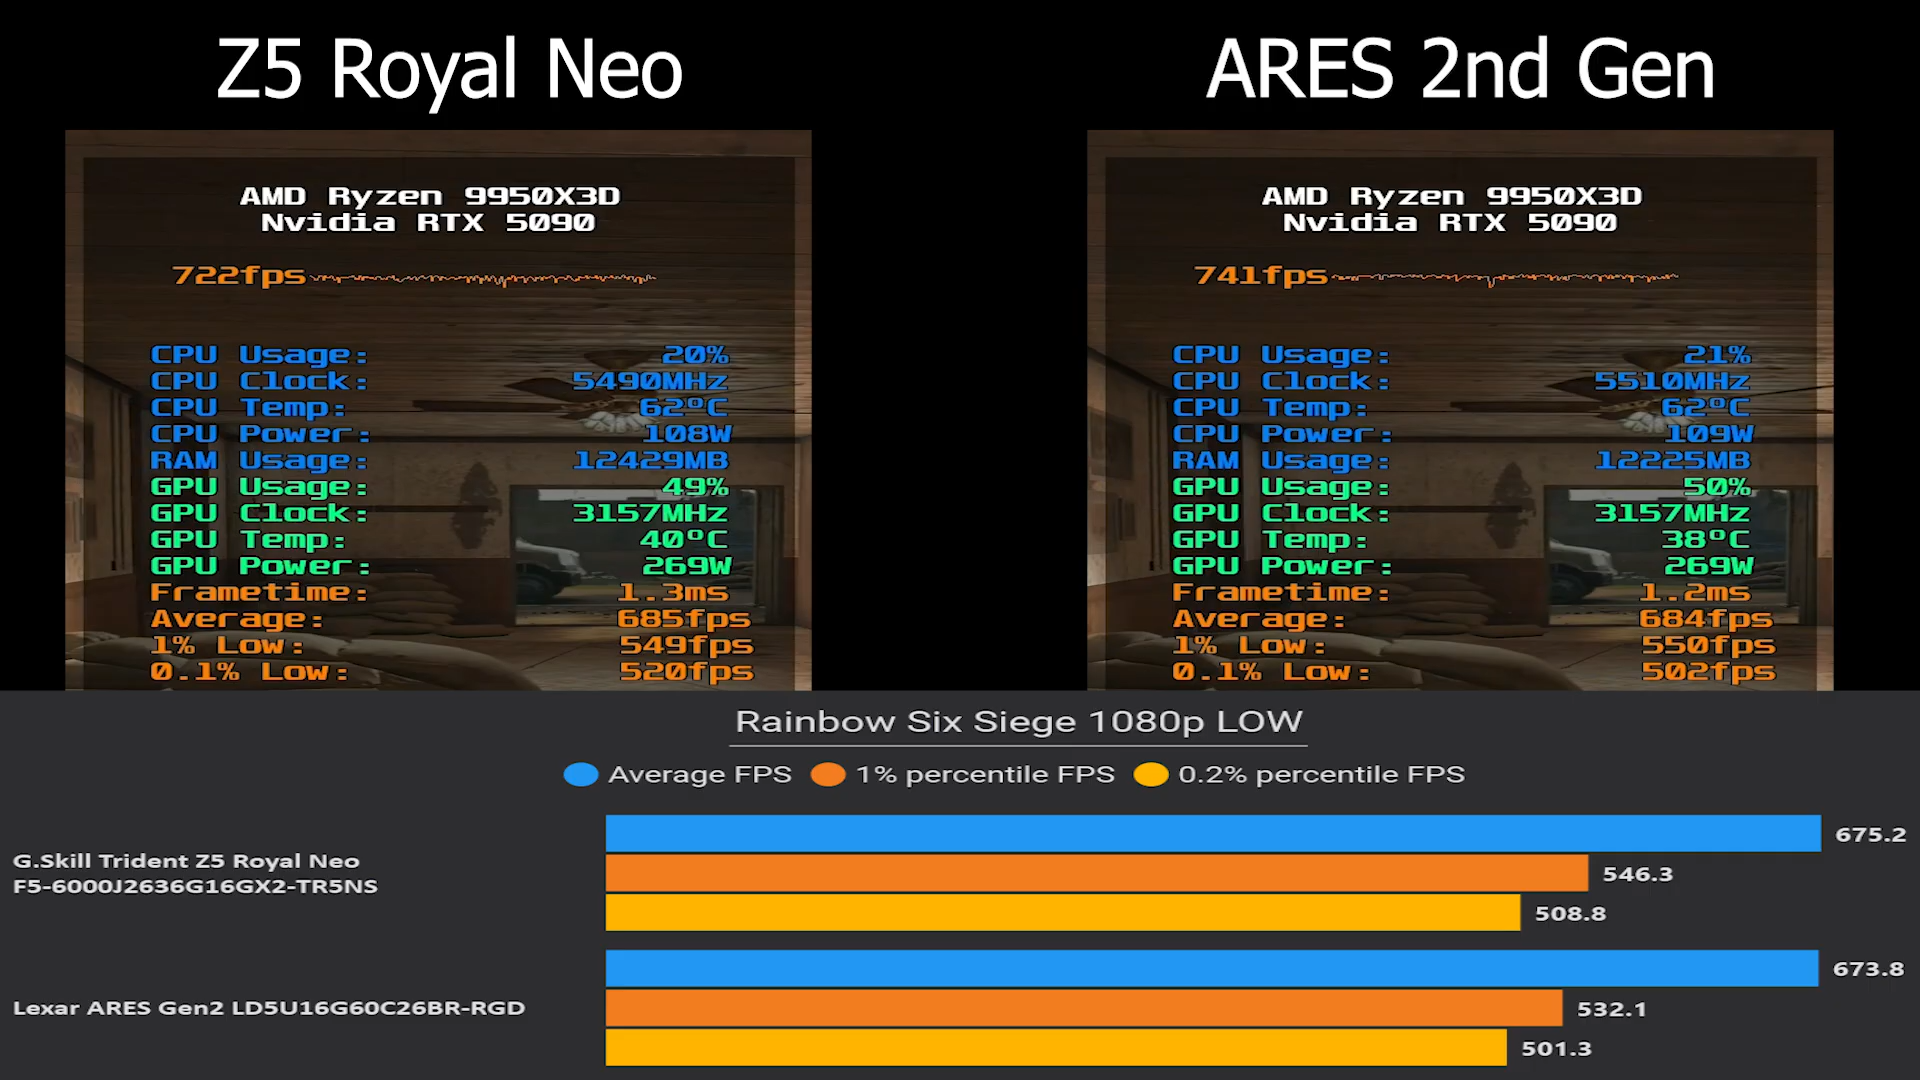 Z5 Royal Neo
ARES 2nd Gen
AMD Ryzen 9950X3D
Nvidia RTX 5090
722fps
CPU Usage: 20%
CPU Clock: 5490MHz
CPU Temp: 62°C
CPU Power: 108W
RAM Usage: 12429MB
GPU Usage: 49%
GPU Clock: 3157MHz
GPU Temp: 40°C
GPU Power: 269W
Frametime: 1.3ms
Average: 685fps
1% Low: 549fps
0.1% Low: 520fps
AMD Ryzen 9950X3D
Nvidia RTX 5090
741fps
CPU Usage: 21%
CPU Clock: 5510MHz
CPU Temp: 62°C
CPU Power: 109W
RAM Usage: 12225MB
GPU Usage: 50%
GPU Clock: 3157MHz
GPU Temp: 38°C
GPU Power: 269W
Frametime: 1.2ms
Average: 684fps
1% Low: 550fps
0.1% Low: 502fps
Rainbow Six Siege 1080p LOW
Average FPS 1% percentile FPS 0.2% percentile FPS
G.Skill Trident Z5 Royal Neo
F5-6000J2636G16GX2-TR5NS
675.2
546.3
508.8
Lexar ARES Gen2 LD5U16G60C26BR-RGD
673.8
532.1
501.3